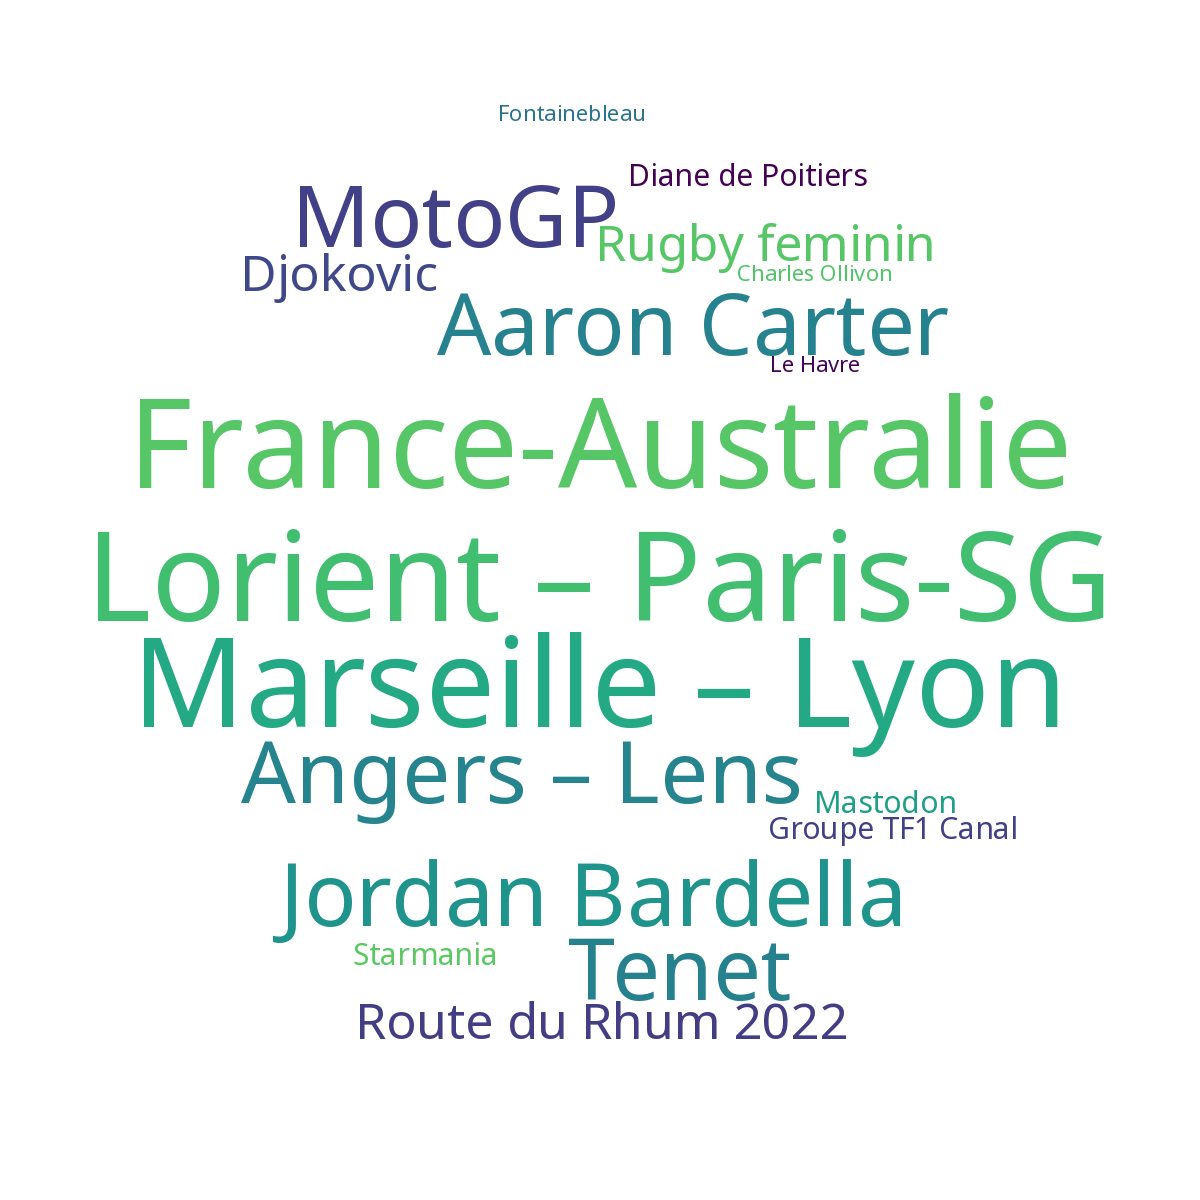 Fontainebleau
Diane de Poitiers
MotoGP
Rugby feminin
Djokovic
Charles Ollivon
Aaron Carter
Le Havre
France-Australie
Lorient – Paris-SG
Marseille – Lyon
Angers – Lens
Mastodon
Groupe TF1 Canal
Jordan Bardella
Starmania
Tenet
Route du Rhum 2022